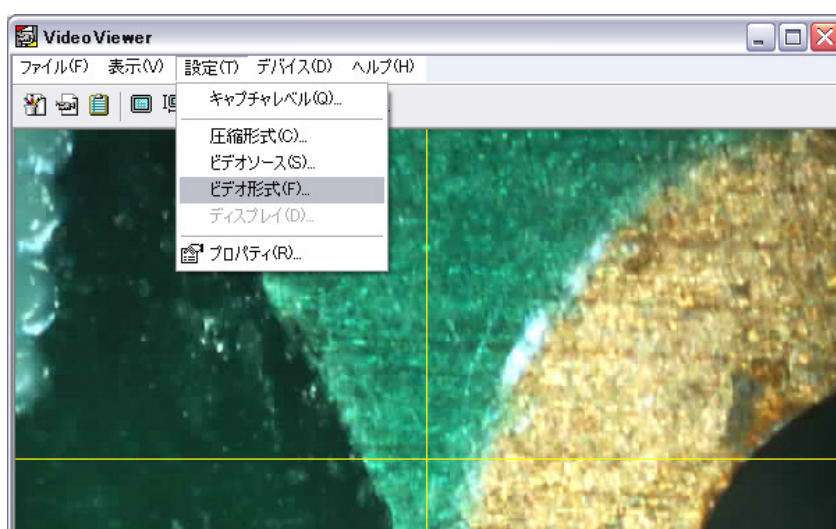 VideoViewer
ファイル(F) 表示(V) 設定(T) デバイス(D) ヘルプ(H)
キャプチャレベル(Q)...
圧縮形式(C)...
ビデオソース(S)...
ビデオ形式(F)...
ディスプレイ(D)...
プロパティ(R)...